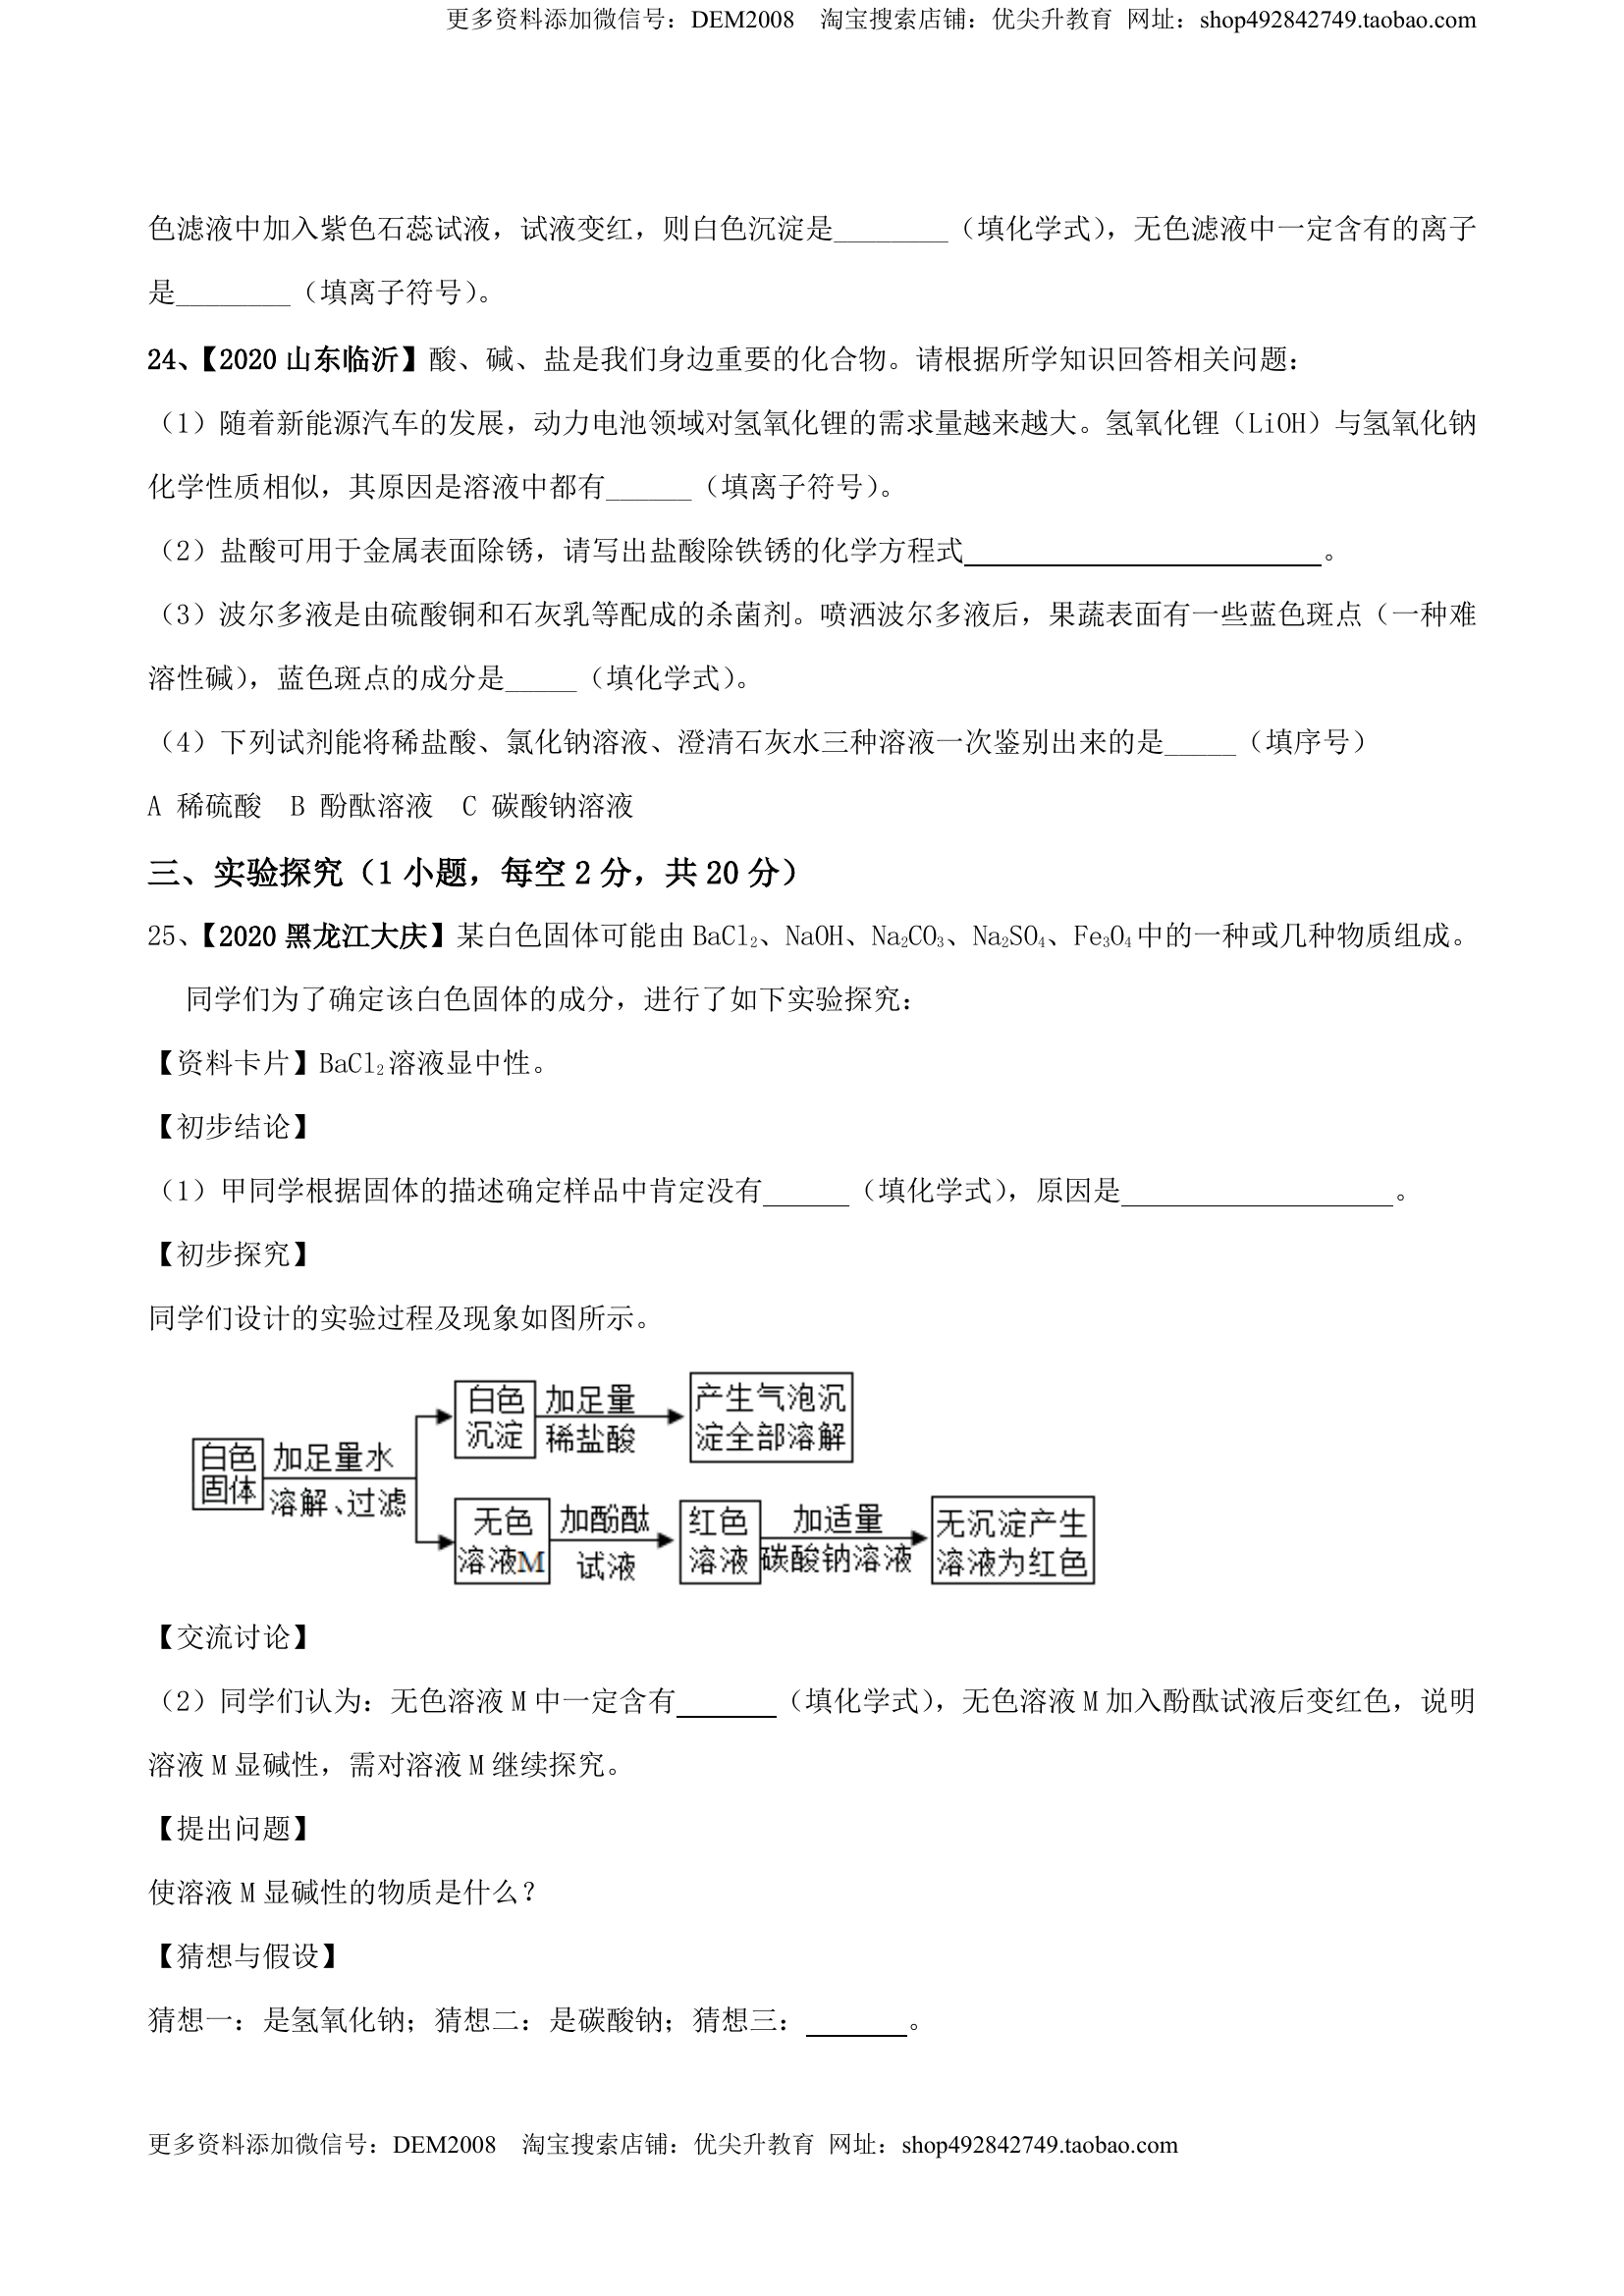 更多资料添加微信号：DEM2008 淘宝搜索店铺：优尖升教育 网址：shop492842749.taobao.com
色滤液中加入紫色石蕊试液，试液变红，则白色沉淀是________（填化学式），无色滤液中一定含有的离子
是________（填离子符号）。
24、【2020 山东临沂】酸、碱、盐是我们身边重要的化合物。请根据所学知识回答相关问题：
（1）随着新能源汽车的发展，动力电池领域对氢氧化锂的需求量越来越大。氢氧化锂（LiOH）与氢氧化钠
化学性质相似，其原因是溶液中都有______（填离子符号）。
（2）盐酸可用于金属表面除锈，请写出盐酸除铁锈的化学方程式_________________________。
（3）波尔多液是由硫酸铜和石灰乳等配成的杀菌剂。喷洒波尔多液后，果蔬表面有一些蓝色斑点（一种难
溶性碱），蓝色斑点的成分是_____（填化学式）。
（4）下列试剂能将稀盐酸、氯化钠溶液、澄清石灰水三种溶液一次鉴别出来的是_____（填序号）
A 稀硫酸 B 酚酞溶液 C 碳酸钠溶液
三、实验探究（1 小题，每空 2 分，共 20 分）
25、【2020 黑龙江大庆】某白色固体可能由 BaCl₂、NaOH、Na₂CO₃、Na₂SO₄、Fe₃O₄ 中的一种或几种物质组成。
同学们为了确定该白色固体的成分，进行了如下实验探究：
【资料卡片】BaCl₂ 溶液显中性。
【初步结论】
（1）甲同学根据固体的描述确定样品中肯定没有______（填化学式），原因是___________________。
【初步探究】
同学们设计的实验过程及现象如图所示。
白色
固体
加足量水
溶解、过滤
白色
沉淀
加足量
稀盐酸
产生气泡沉
淀全部溶解
无色
溶液M
加酚酞
试液
红色
溶液
加适量
碳酸钠溶液
无沉淀产生
溶液为红色
【交流讨论】
（2）同学们认为：无色溶液 M 中一定含有_______（填化学式），无色溶液 M 加入酚酞试液后变红色，说明
溶液 M 显碱性，需对溶液 M 继续探究。
【提出问题】
使溶液 M 显碱性的物质是什么？
【猜想与假设】
猜想一：是氢氧化钠；猜想二：是碳酸钠；猜想三：_______。
更多资料添加微信号：DEM2008 淘宝搜索店铺：优尖升教育 网址：shop492842749.taobao.com